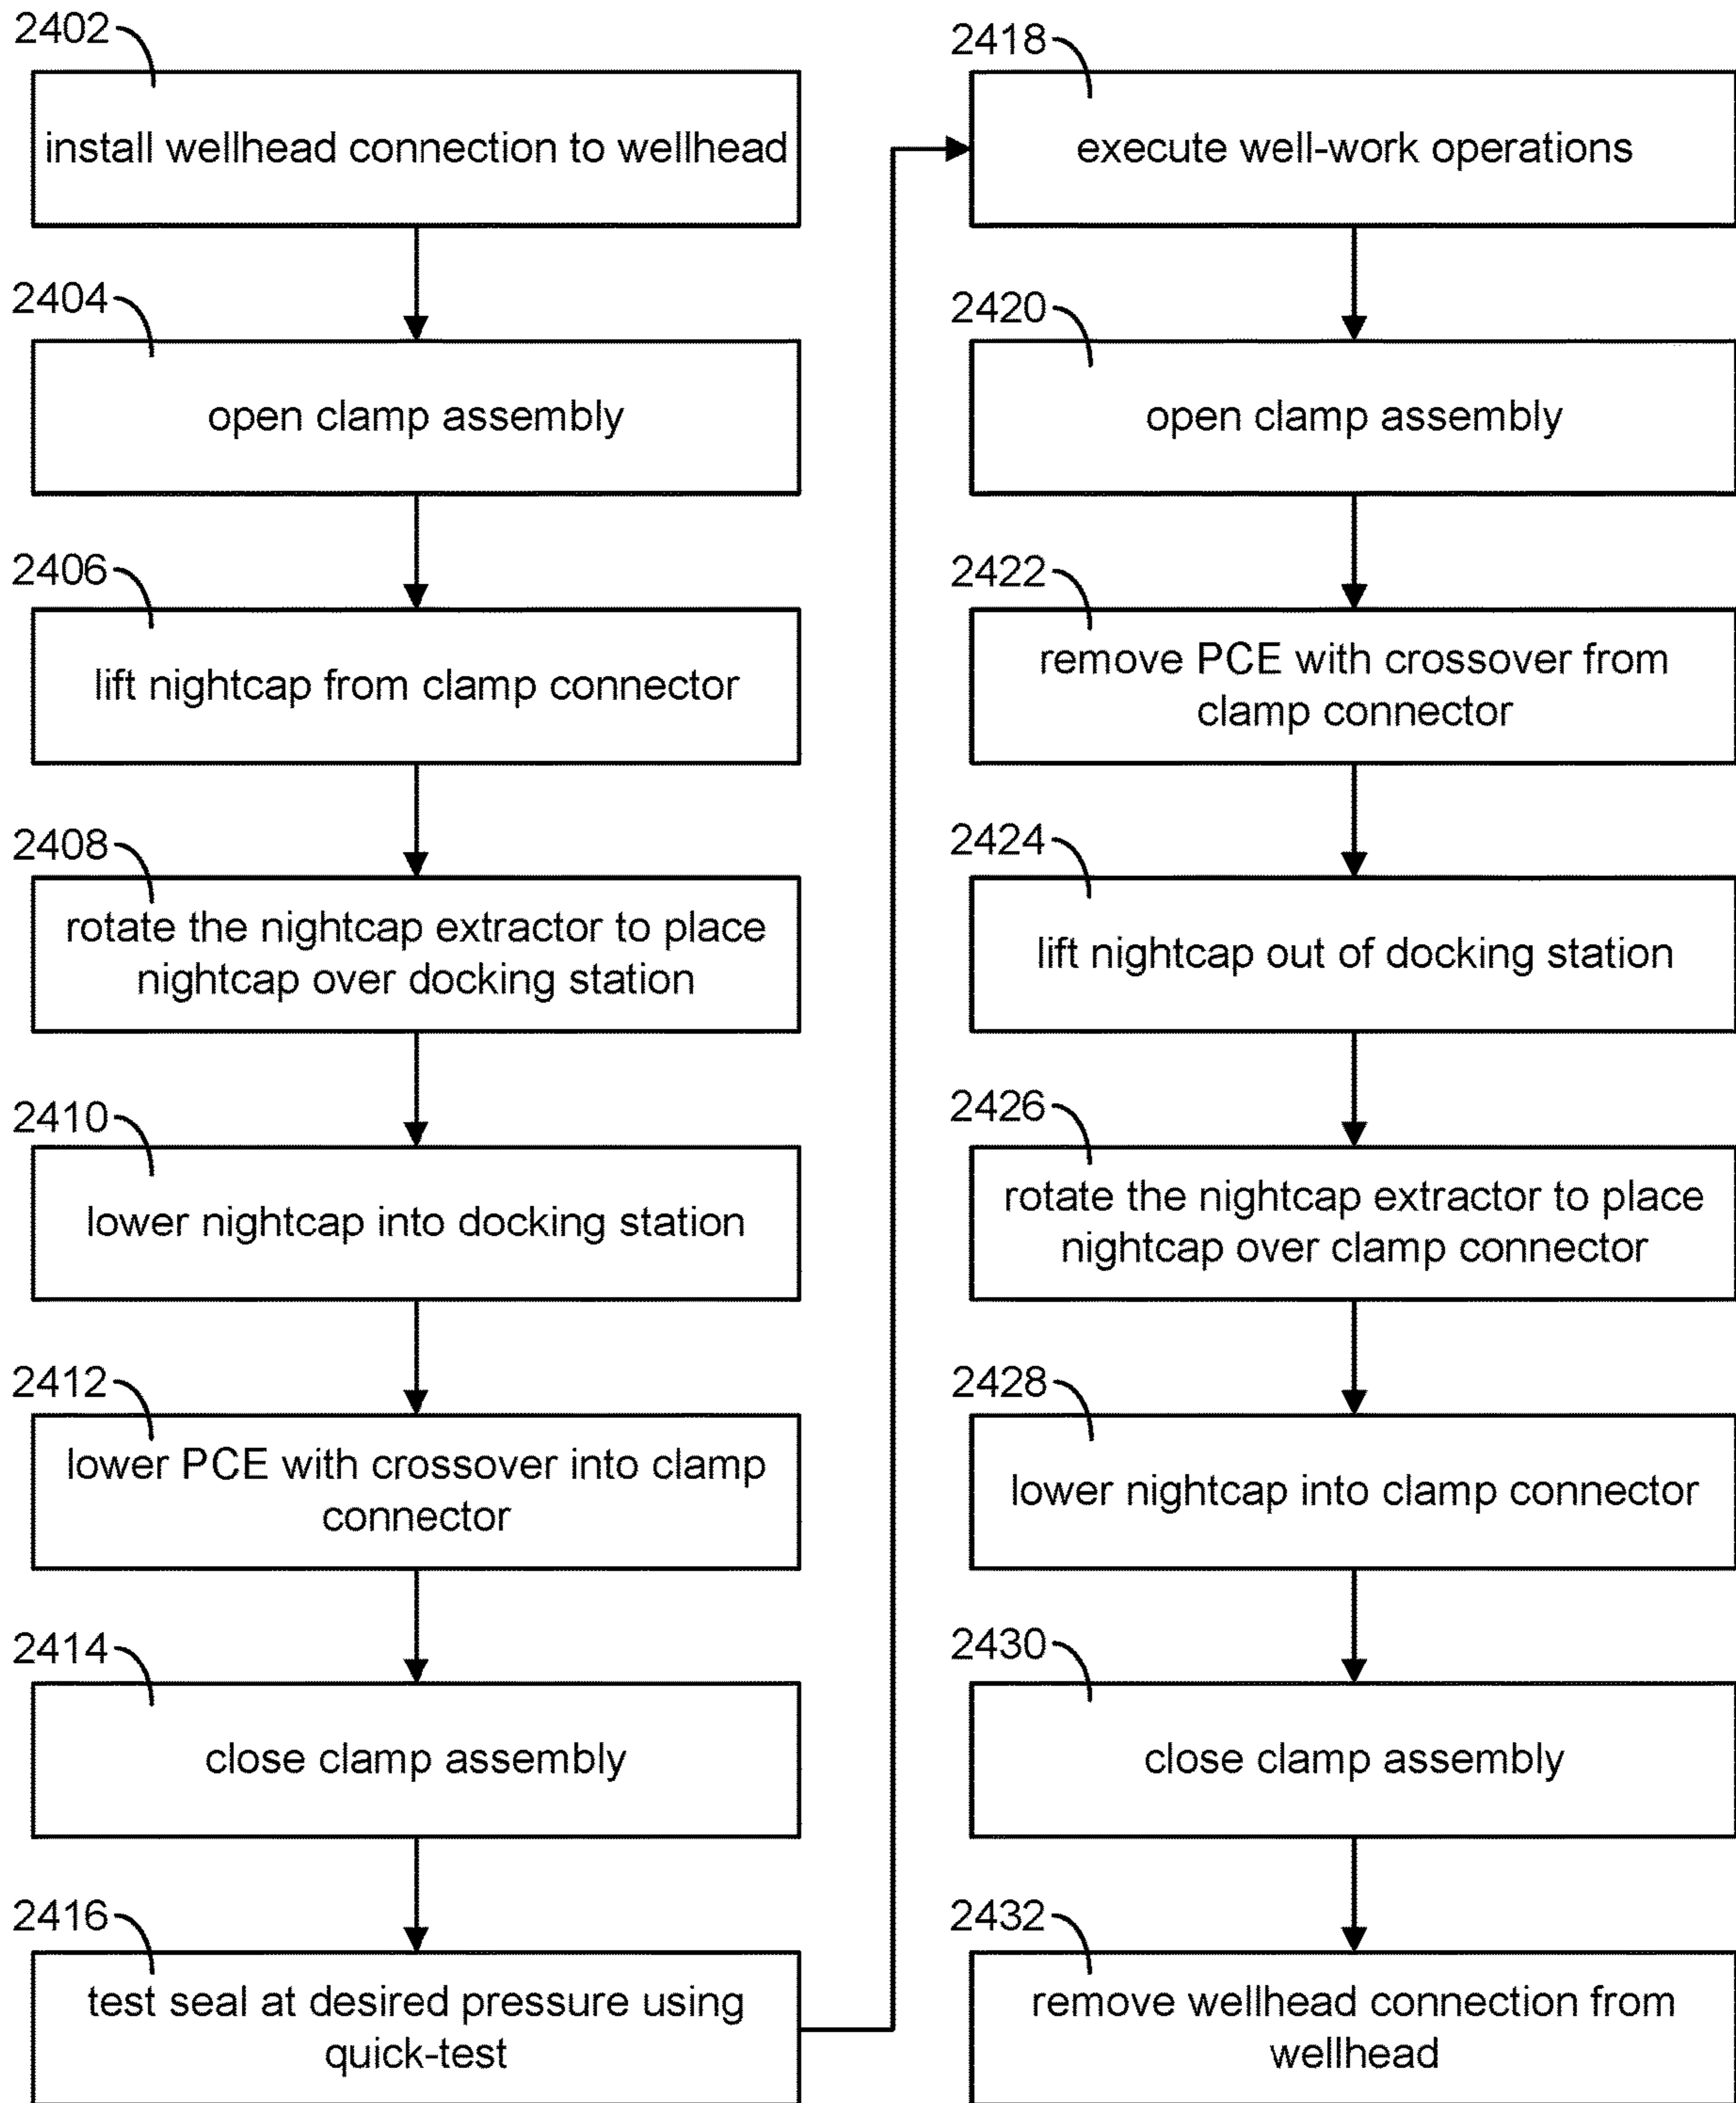 2402
install wellhead connection to wellhead
2404
open clamp assembly
2406
lift nightcap from clamp connector
2408
rotate the nightcap extractor to place
nightcap over docking station
2410
lower nightcap into docking station
2412
lower PCE with crossover into clamp
connector
2414
close clamp assembly
2416
test seal at desired pressure using
quick-test
2418
execute well-work operations
2420
open clamp assembly
2422
remove PCE with crossover from
clamp connector
2424
lift nightcap out of docking station
2426
rotate the nightcap extractor to place
nightcap over clamp connector
2428
lower nightcap into clamp connector
2430
close clamp assembly
2432
remove wellhead connection from
wellhead